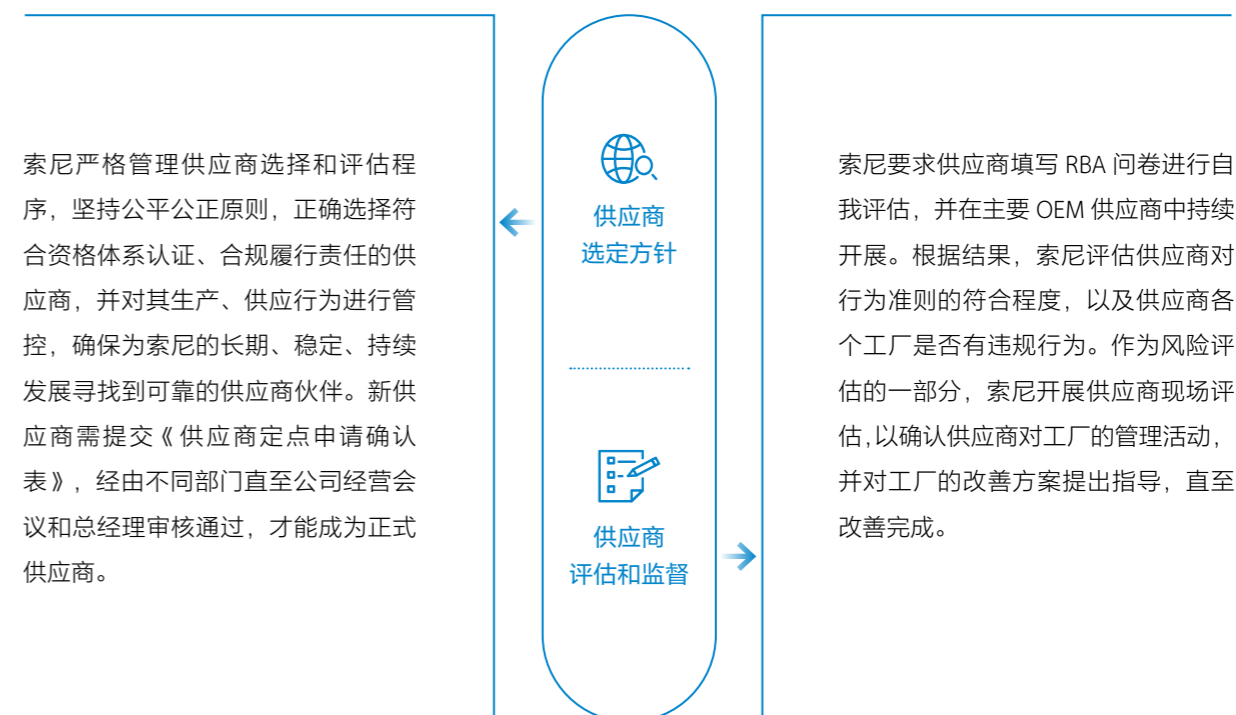 索尼严格管理供应商选择和评估程
序，坚持公平公正原则，正确选择符
合资格体系认证、合规履行责任的供
应商，并对其生产、供应行为进行管
控，确保为索尼的长期、稳定、持续
发展寻找到可靠的供应商伙伴。新供
应商需提交《供应商定点申请确认
表》，经由不同部门直至公司经营会
议和总经理审核通过，才能成为正式
供应商。
供应商
选定方针
供应商
评估和监督
索尼要求供应商填写 RBA 问卷进行自
我评估，并在主要 OEM 供应商中持续
开展。根据结果，索尼评估供应商对
行为准则的符合程度，以及供应商各
个工厂是否有违规行为。作为风险评
估的一部分，索尼开展供应商现场评
估，以确认供应商对工厂的管理活动，
并对工厂的改善方案提出指导，直至
改善完成。